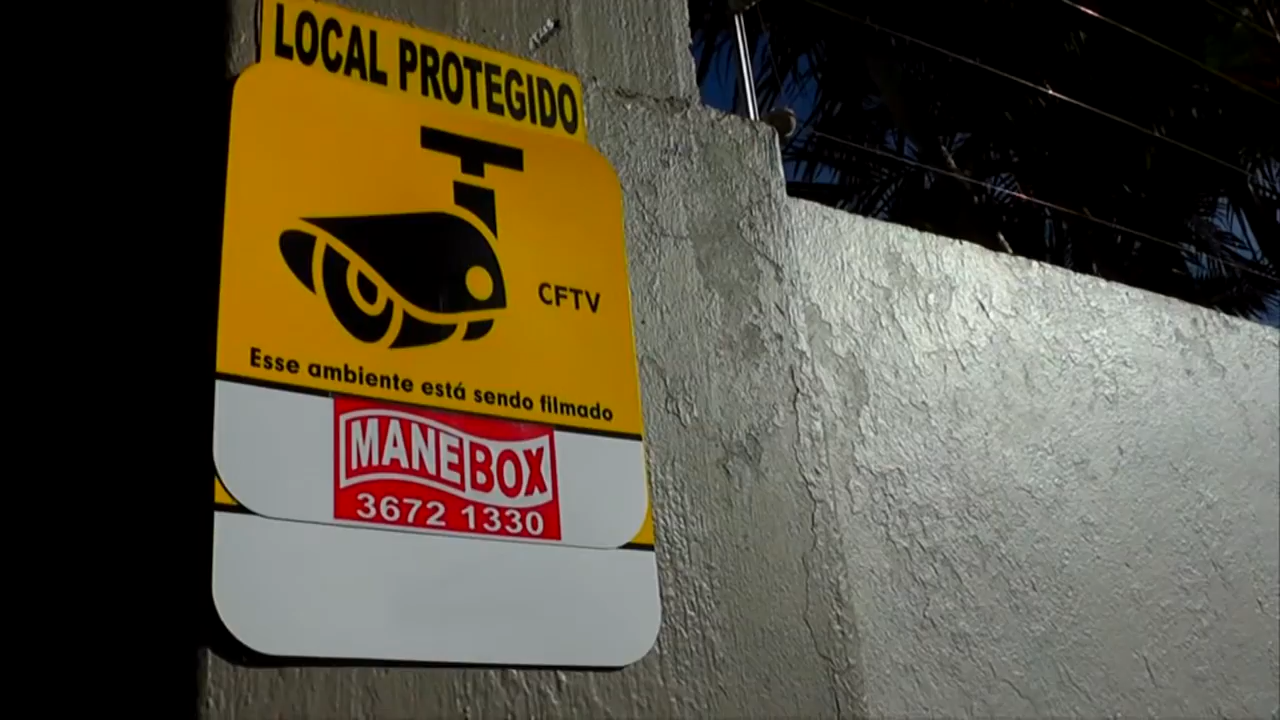 LOCAL PROTEGIDO
CFTV
Esse ambiente está sendo filmado
MANEBOX
3672 1330